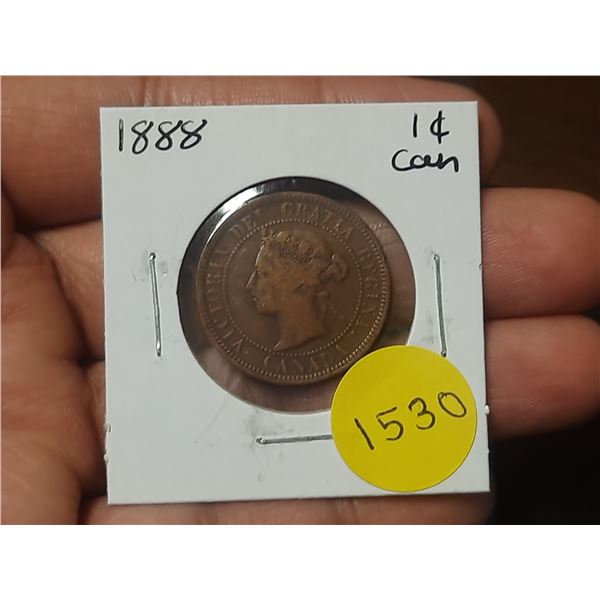 1888
1¢
Can
VICTORIA DEI GRATIA REGINA.
CANADA
1530